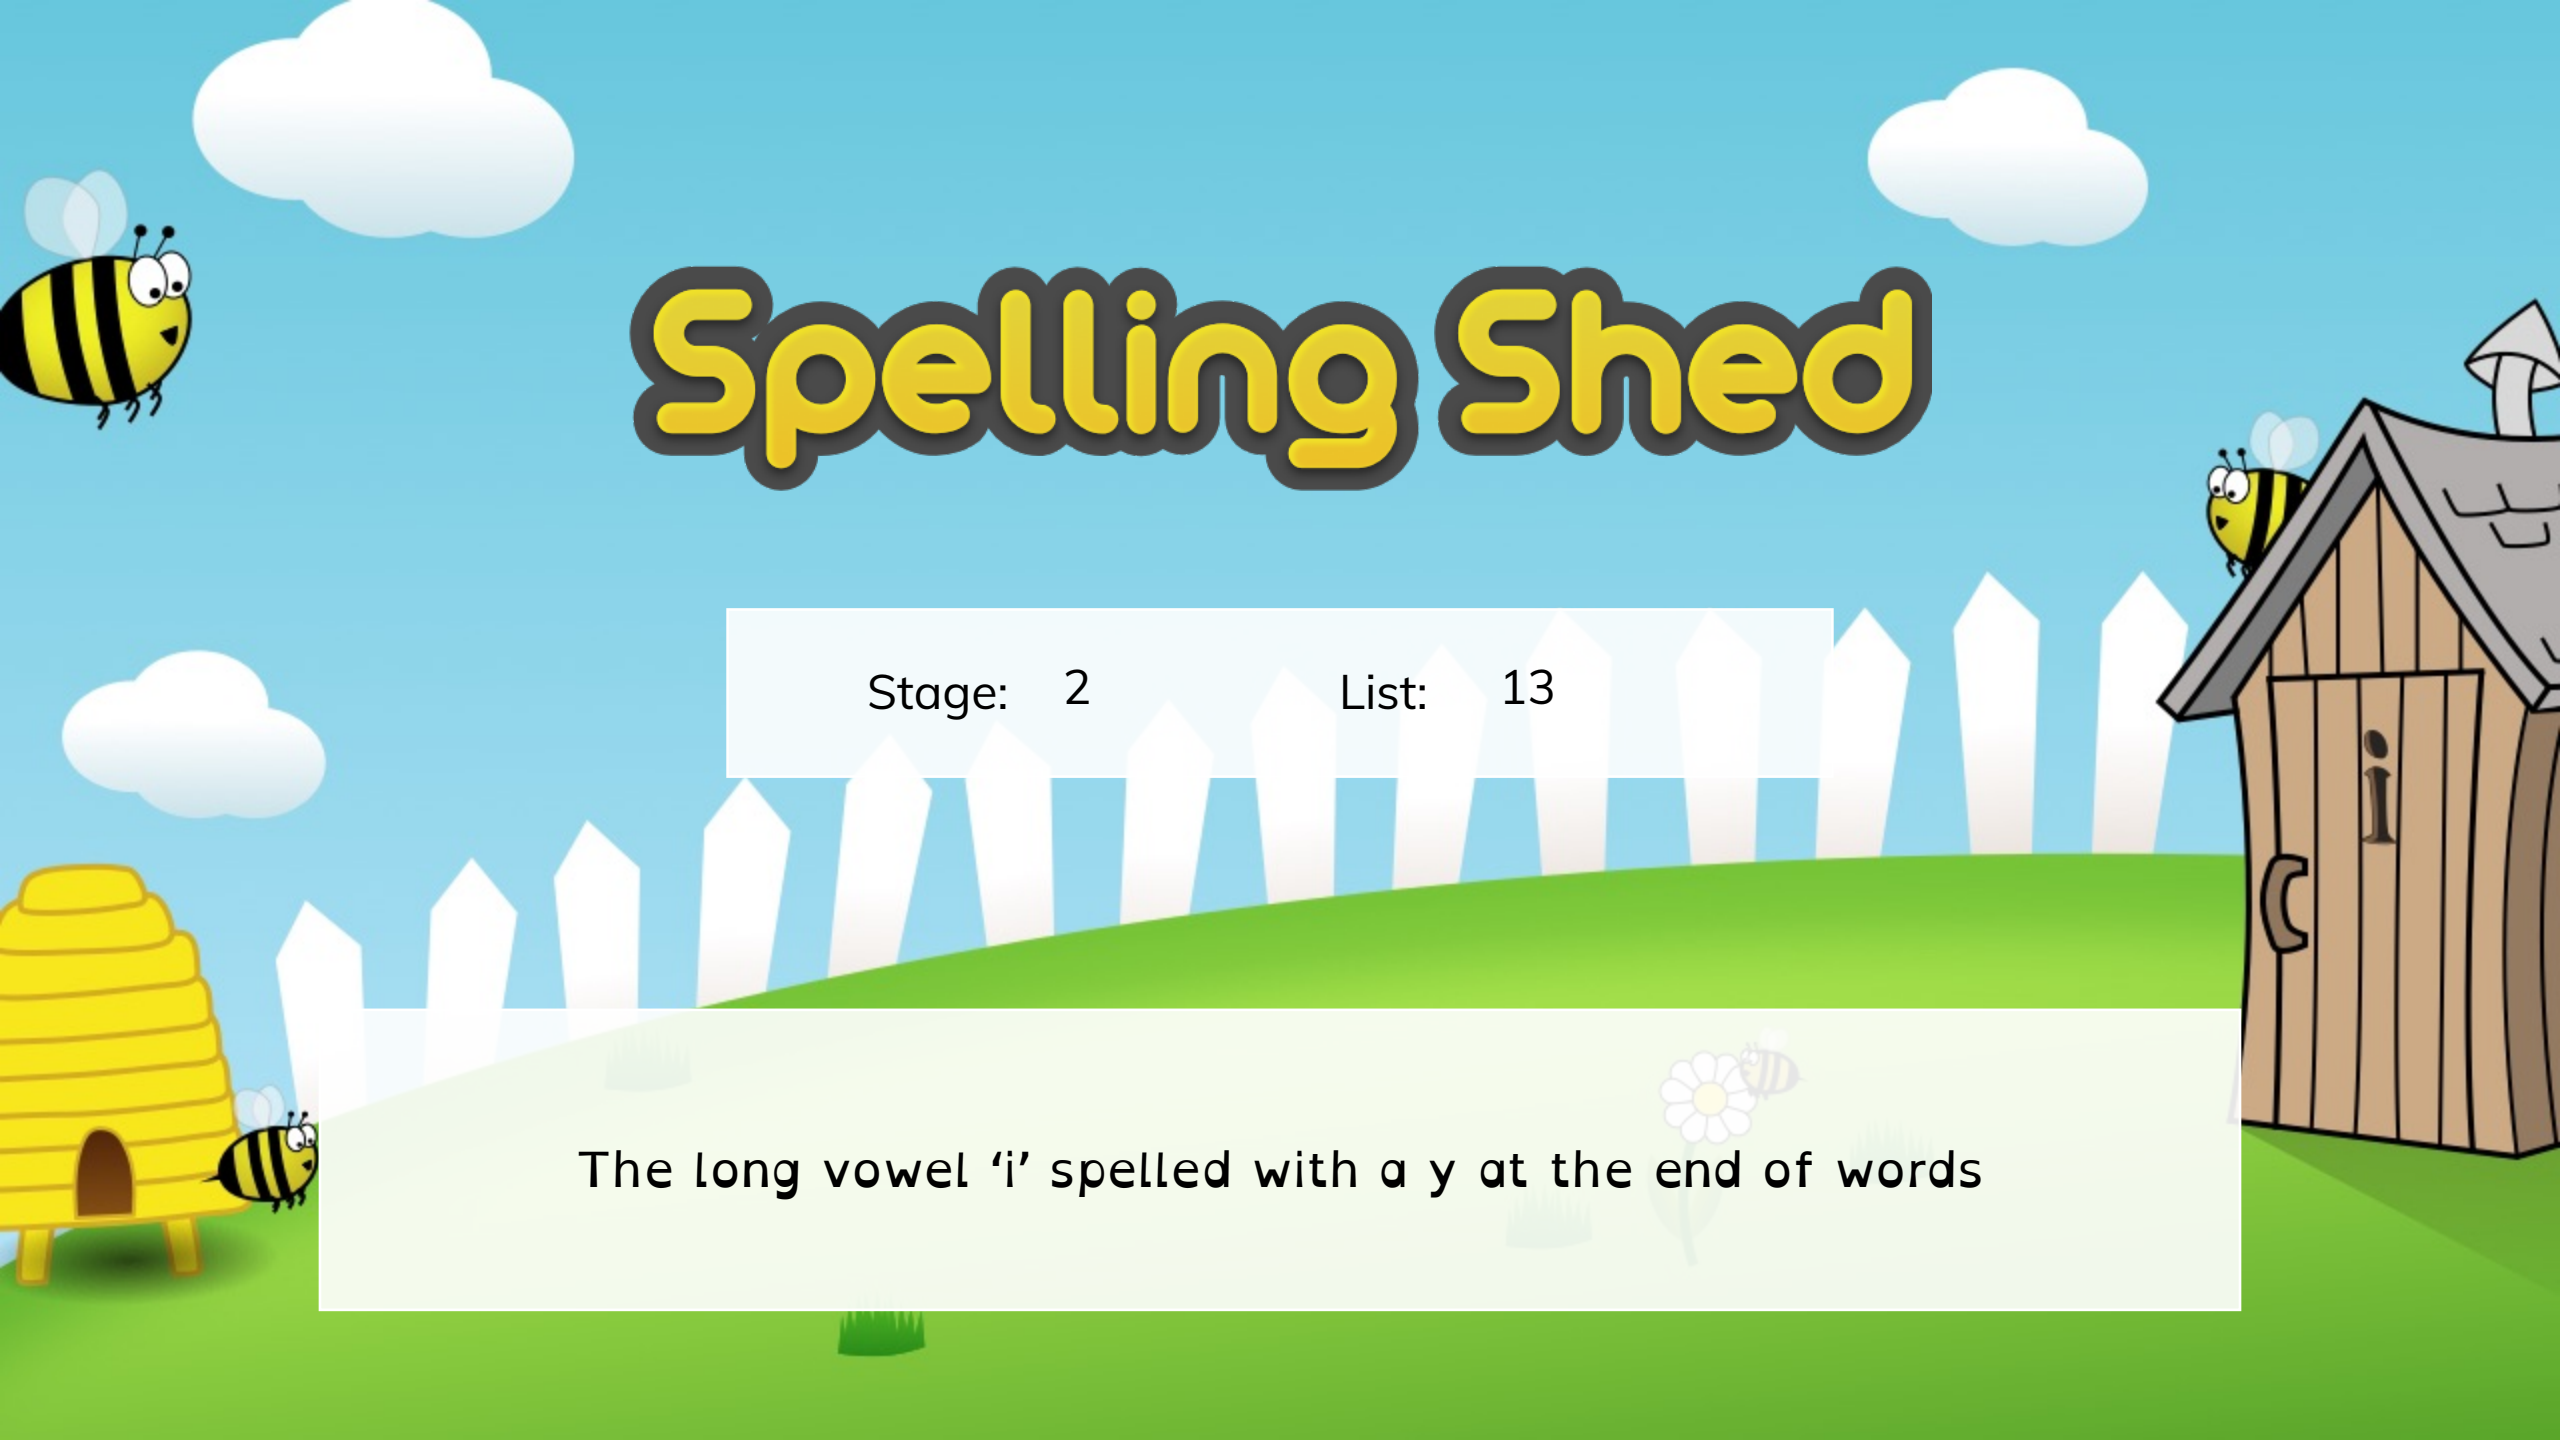 Spelling Shed
Stage: 2 List: 13
i
The long vowel ‘i’ spelled with a y at the end of words